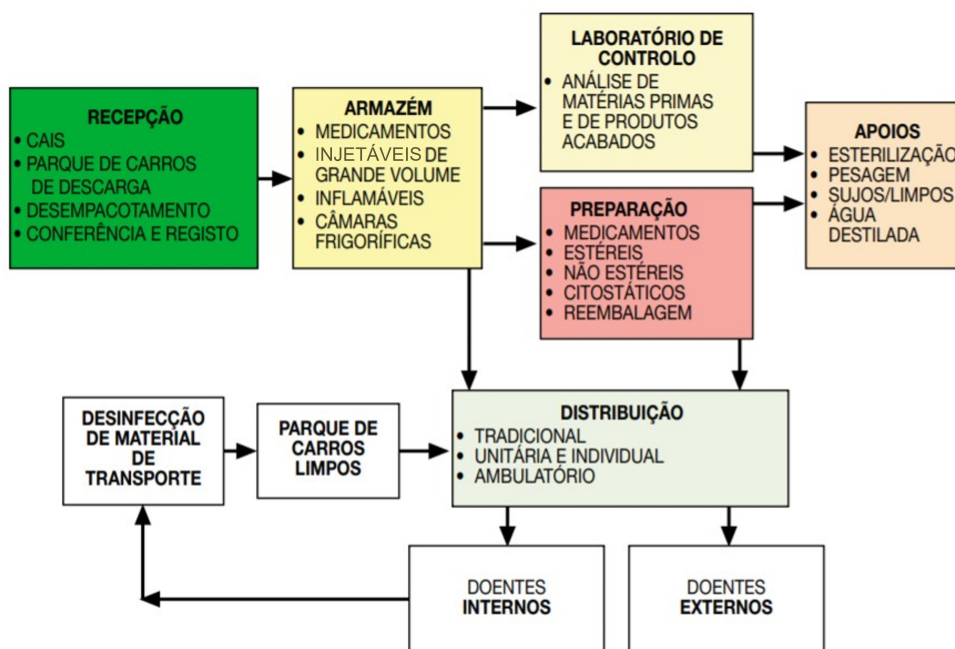 LABORATÓRIO DE
CONTROLO
• ANÁLISE DE
MATÉRIAS PRIMAS
E DE PRODUTOS
ACABADOS
RECEPÇÃO
• CAIS
• PARQUE DE CARROS
DE DESCARGA
• DESEMPACOTAMENTO
• CONFERÊNCIA E REGISTO
ARMAZÉM
• MEDICAMENTOS
• INJETÁVEIS DE
GRANDE VOLUME
• INFLAMÁVEIS
• CÂMARAS
FRIGORÍFICAS
APOIOS
• ESTERILIZAÇÃO
• PESAGEM
• SUJOS/LIMPOS
• ÁGUA
DESTILADA
PREPARAÇÃO
• MEDICAMENTOS
• ESTÉREIS
• NÃO ESTÉREIS
• CITOSTÁTICOS
• REEMBALAGEM
DESINFECÇÃO
DE MATERIAL
DE
TRANSPORTE
PARQUE DE
CARROS
LIMPOS
DISTRIBUIÇÃO
• TRADICIONAL
• UNITÁRIA E INDIVIDUAL
• AMBULATÓRIO
DOENTES
INTERNOS
DOENTES
EXTERNOS